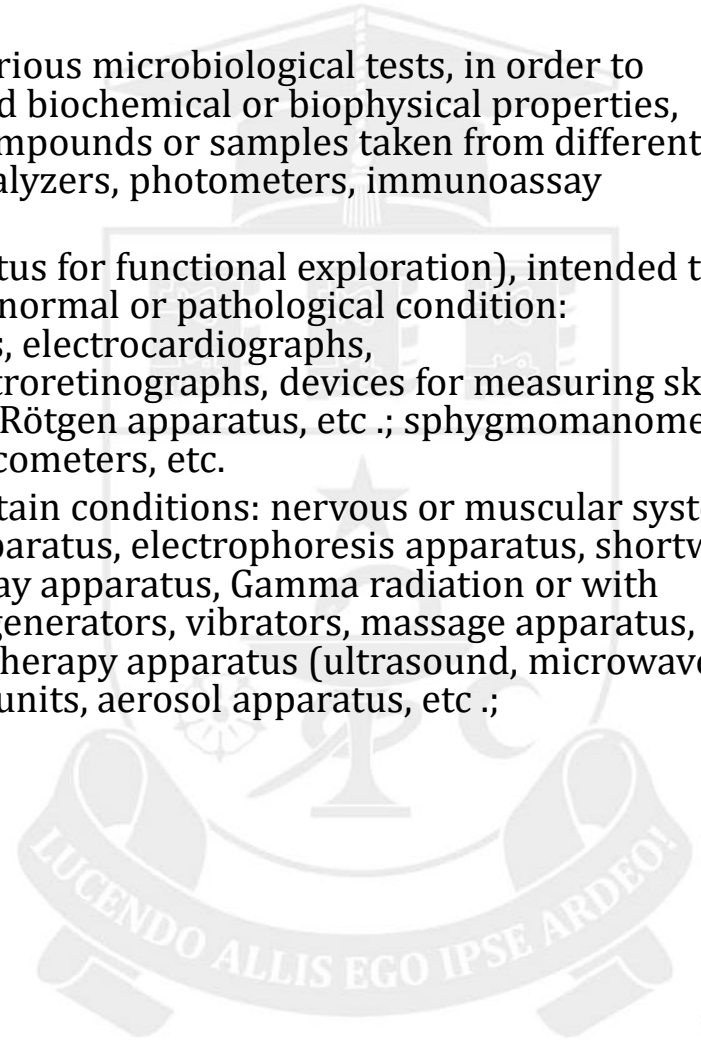 rious microbiological tests, in order to
d biochemical or biophysical properties,
mpounds or samples taken from different
alyzers, photometers, immunoassay
tus for functional exploration), intended t
normal or pathological condition:
s, electrocardiographs,
troretinographs, devices for measuring sk
Rötgen apparatus, etc .; sphygmomanome
cometers, etc.
tain conditions: nervous or muscular syst
paratus, electrophoresis apparatus, shortw
ay apparatus, Gamma radiation or with
generators, vibrators, massage apparatus,
therapy apparatus (ultrasound, microwave
units, aerosol apparatus, etc .;
LUCENDO ALLIS EGO IPSE ARDEO!